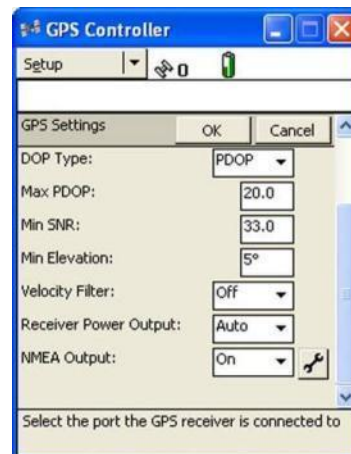 GPS Controller
Setup 0
GPS Settings OK Cancel
DOP Type: PDOP
Max PDOP: 20.0
Min SNR: 33.0
Min Elevation: 5°
Velocity Filter: Off
Receiver Power Output: Auto
NMEA Output: On
Select the port the GPS receiver is connected to